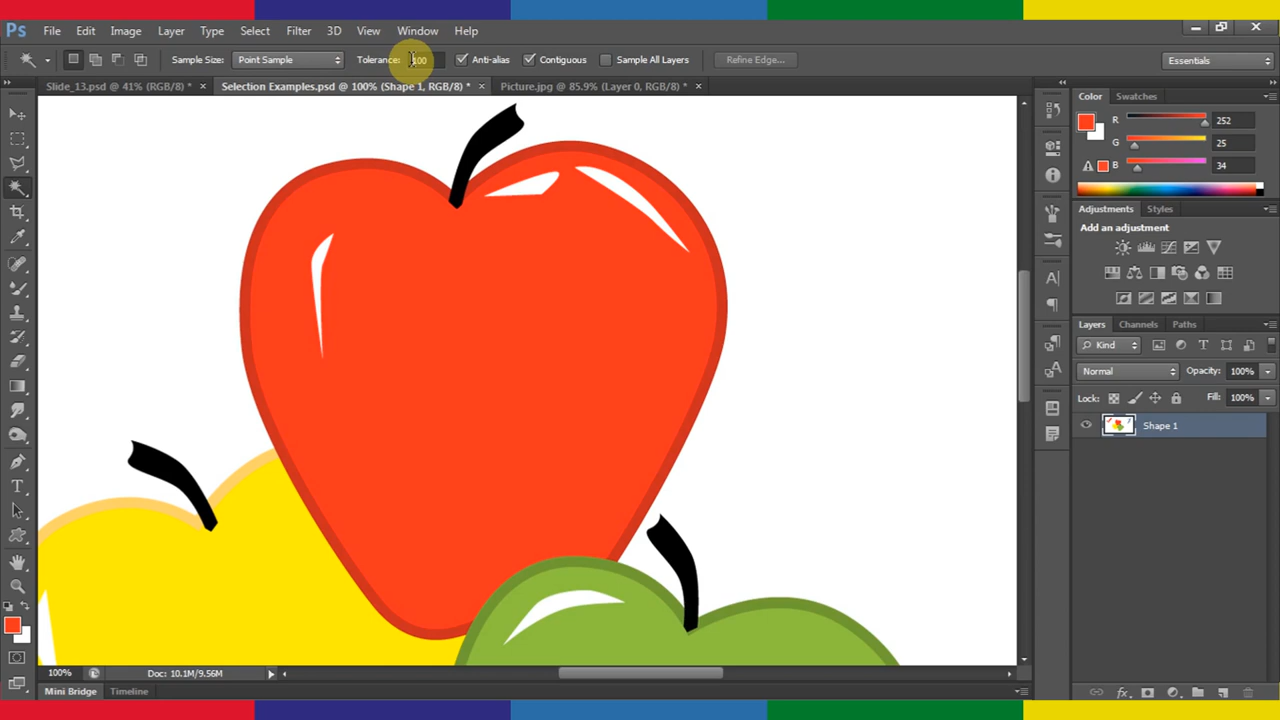 Ps File Edit Image Layer Type Select Filter 3D View Window Help
Sample Size: Point Sample Tolerance: 100 Anti-alias Contiguous Sample All Layers Refine Edge... Essentials
Slide_13.psd @ 41% (RGB/8) * × Selection Examples.psd @ 100% (Shape 1, RGB/8) * × Picture.jpg @ 85.9% (Layer 0, RGB/8) * ×
Color Swatches
R 252
G 25
B 34
Adjustments Styles
Add an adjustment
Layers Channels Paths
Kind
Normal Opacity: 100%
Lock: Fill: 100%
Shape 1
100% Doc: 10.1M/9.56M
Mini Bridge Timeline